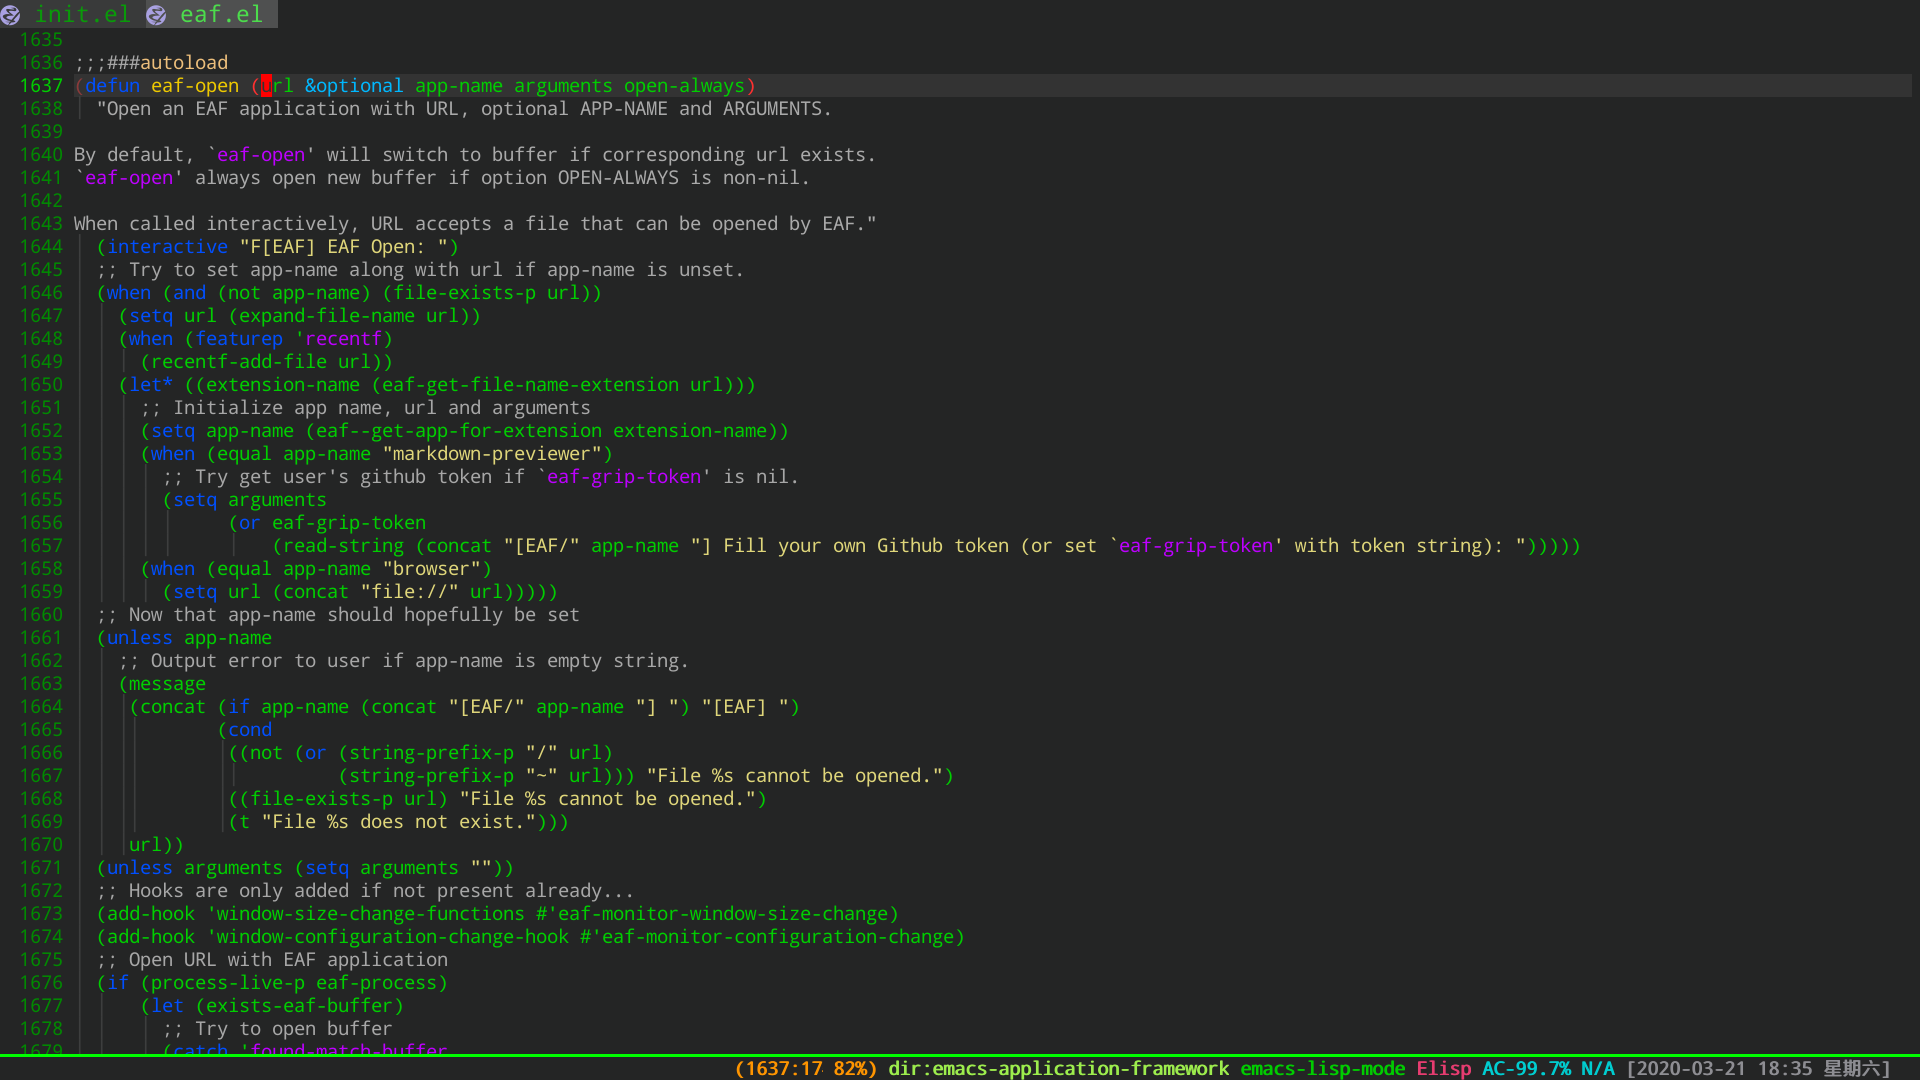 init.el eaf.el
1635
1636 ;;;###autoload
1637 (defun eaf-open (url &optional app-name arguments open-always)
1638   "Open an EAF application with URL, optional APP-NAME and ARGUMENTS.
1639
1640 By default, `eaf-open' will switch to buffer if corresponding url exists.
1641 `eaf-open' always open new buffer if option OPEN-ALWAYS is non-nil.
1642
1643 When called interactively, URL accepts a file that can be opened by EAF."
1644   (interactive "F[EAF] EAF Open: ")
1645   ;; Try to set app-name along with url if app-name is unset.
1646   (when (and (not app-name) (file-exists-p url))
1647     (setq url (expand-file-name url))
1648     (when (featurep 'recentf)
1649       (recentf-add-file url))
1650     (let* ((extension-name (eaf-get-file-name-extension url)))
1651       ;; Initialize app name, url and arguments
1652       (setq app-name (eaf--get-app-for-extension extension-name))
1653       (when (equal app-name "markdown-previewer")
1654         ;; Try get user's github token if `eaf-grip-token' is nil.
1655         (setq arguments
1656               (or eaf-grip-token
1657                   (read-string (concat "[EAF/" app-name "] Fill your own Github token (or set `eaf-grip-token' with token string): ")))))
1658       (when (equal app-name "browser")
1659         (setq url (concat "file://" url)))))
1660   ;; Now that app-name should hopefully be set
1661   (unless app-name
1662     ;; Output error to user if app-name is empty string.
1663     (message
1664      (concat (if app-name (concat "[EAF/" app-name "] ") "[EAF] ")
1665              (cond
1666               ((not (or (string-prefix-p "/" url)
1667                         (string-prefix-p "~" url))) "File %s cannot be opened.")
1668               ((file-exists-p url) "File %s cannot be opened.")
1669               (t "File %s does not exist.")))
1670      url))
1671   (unless arguments (setq arguments ""))
1672   ;; Hooks are only added if not present already...
1673   (add-hook 'window-size-change-functions #'eaf-monitor-window-size-change)
1674   (add-hook 'window-configuration-change-hook #'eaf-monitor-configuration-change)
1675   ;; Open URL with EAF application
1676   (if (process-live-p eaf-process)
1677       (let (exists-eaf-buffer)
1678         ;; Try to open buffer
1679         (catch 'found-match-buffer
(1637:17 82%) dir:emacs-application-framework emacs-lisp-mode Elisp AC-99.7% N/A [2020-03-21 18:35 星期六]